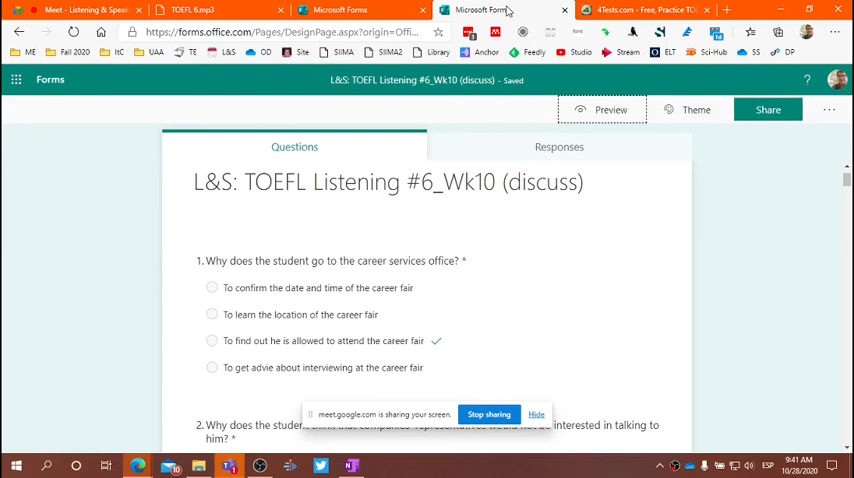 Meet - Listening & Speak
TOEFL 6.mp3
Microsoft Forms
Microsoft Forms
4Tests.com - Free, Practice TO
https://forms.office.com/Pages/DesignPage.aspx?origin=Offi...
ME
Fall 2020
ItC
UAA
TE
L&S
OD
Site
SIIMA
SIIMA2
Library
Anchor
Feedly
Studio
Stream
ELT
Sci-Hub
SS
DP
Forms
L&S: TOEFL Listening #6_Wk10 (discuss) - Saved
?
Preview
Theme
Share
...
Questions
Responses
L&S: TOEFL Listening #6_Wk10 (discuss)
1. Why does the student go to the career services office? *
To confirm the date and time of the career fair
To learn the location of the career fair
To find out he is allowed to attend the career fair
To get advie about interviewing at the career fair
meet.google.com is sharing your screen.
Stop sharing
Hide
2. Why does the student think that companies' representatives would not be interested in talking to
him? *
ESP
9:41 AM
10/28/2020